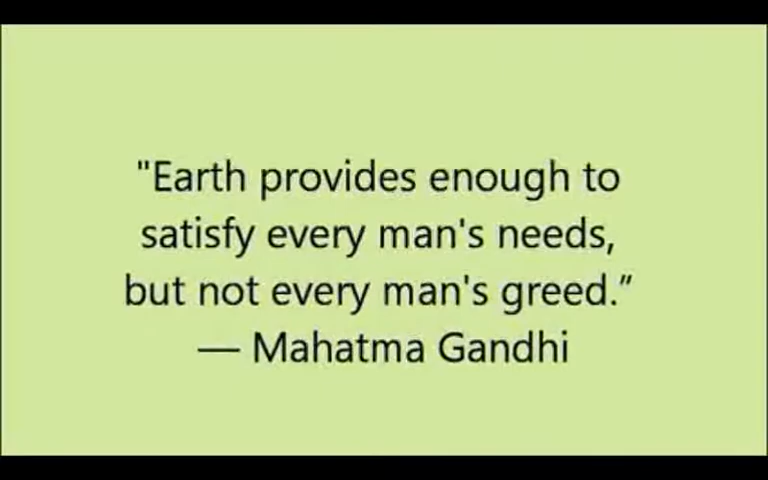 "Earth provides enough to
satisfy every man's needs,
but not every man's greed.”
— Mahatma Gandhi